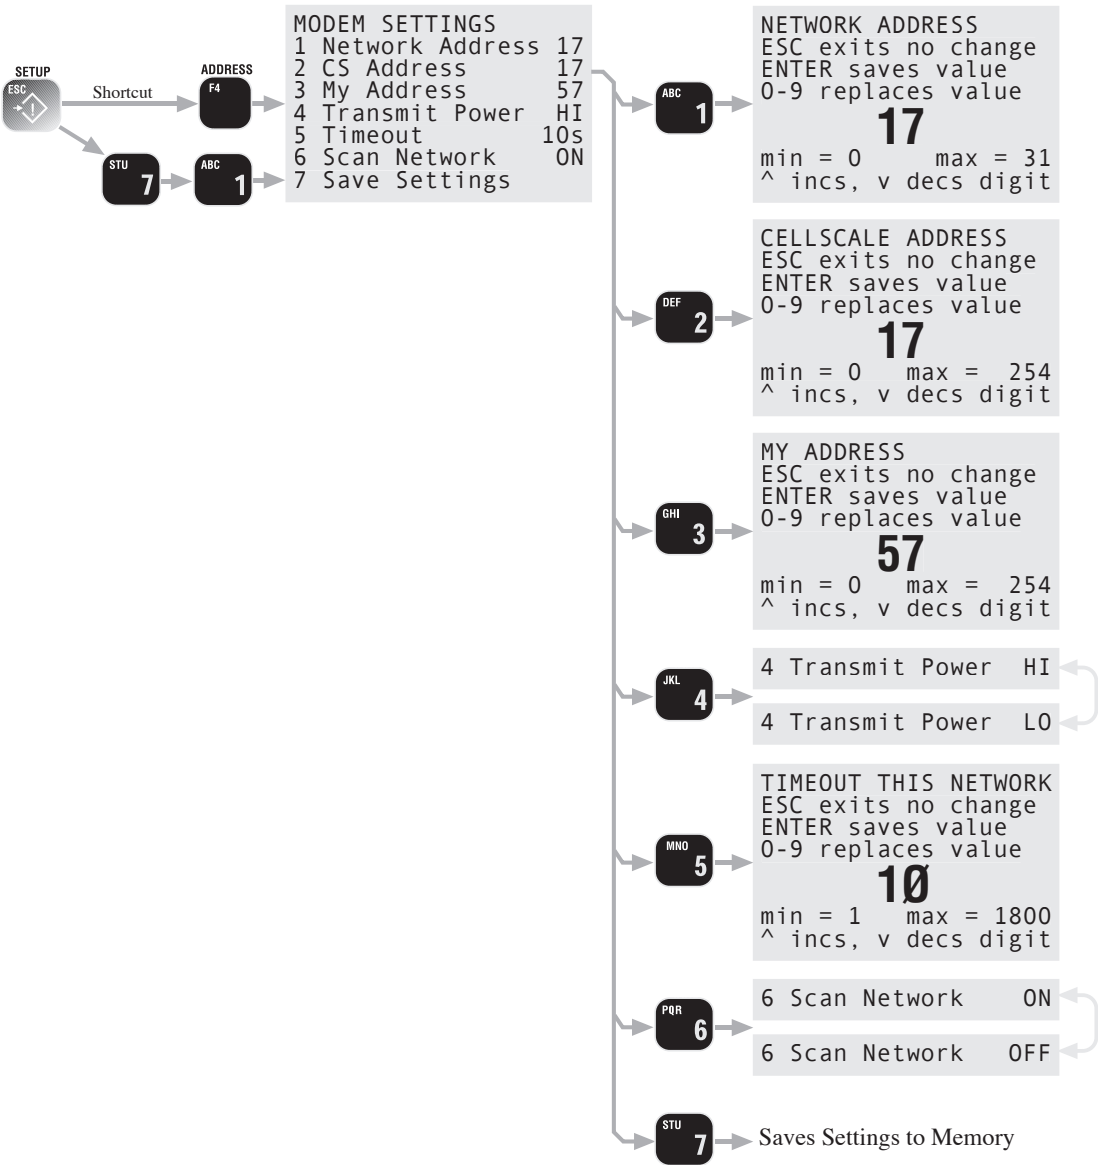 SETUP
ESC
Shortcut
ADDRESS
F4
STU
7
ABC
1
MODEM SETTINGS
1 Network Address 17
2 CS Address 17
3 My Address 57
4 Transmit Power HI
5 Timeout 10s
6 Scan Network ON
7 Save Settings
ABC
1
NETWORK ADDRESS
ESC exits no change
ENTER saves value
0-9 replaces value
17
min = 0 max = 31
^ incs, v decs digit
DEF
2
CELLSCALE ADDRESS
ESC exits no change
ENTER saves value
0-9 replaces value
17
min = 0 max = 254
^ incs, v decs digit
GHI
3
MY ADDRESS
ESC exits no change
ENTER saves value
0-9 replaces value
57
min = 0 max = 254
^ incs, v decs digit
JKL
4
4 Transmit Power HI
4 Transmit Power LO
MNO
5
TIMEOUT THIS NETWORK
ESC exits no change
ENTER saves value
0-9 replaces value
1Ø
min = 1 max = 1800
^ incs, v decs digit
PQR
6
6 Scan Network ON
6 Scan Network OFF
STU
7
Saves Settings to Memory